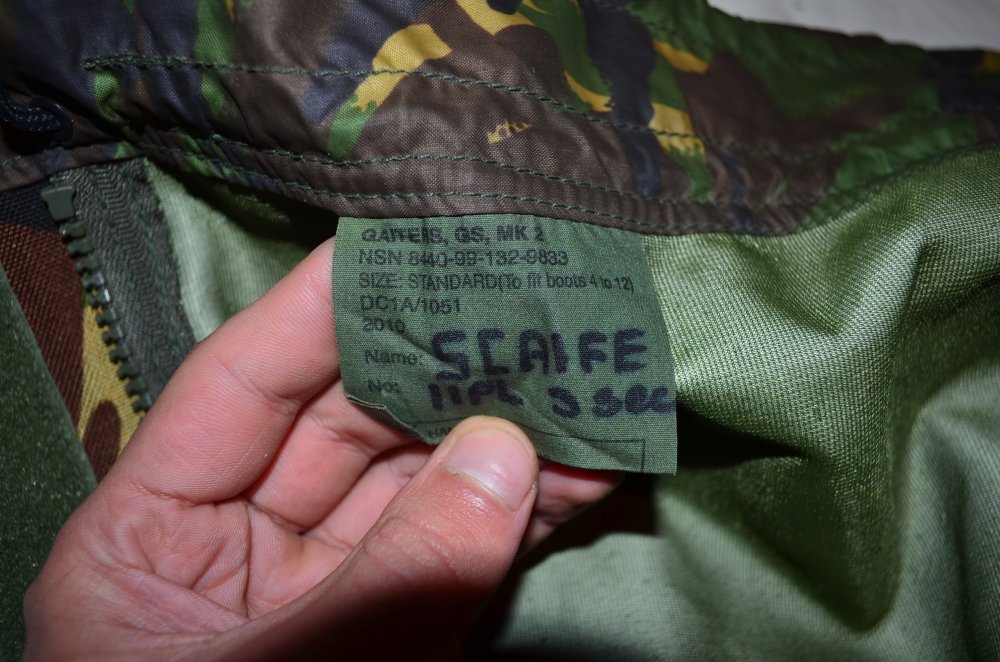 GAITERS, GS, MK 2
NSN 8440-99-132-9833
SIZE: STANDARD(To fit boots 4 to 12)
DC1A/1051
2010
Name: SCAIFE
No: 11PL 3 SEC